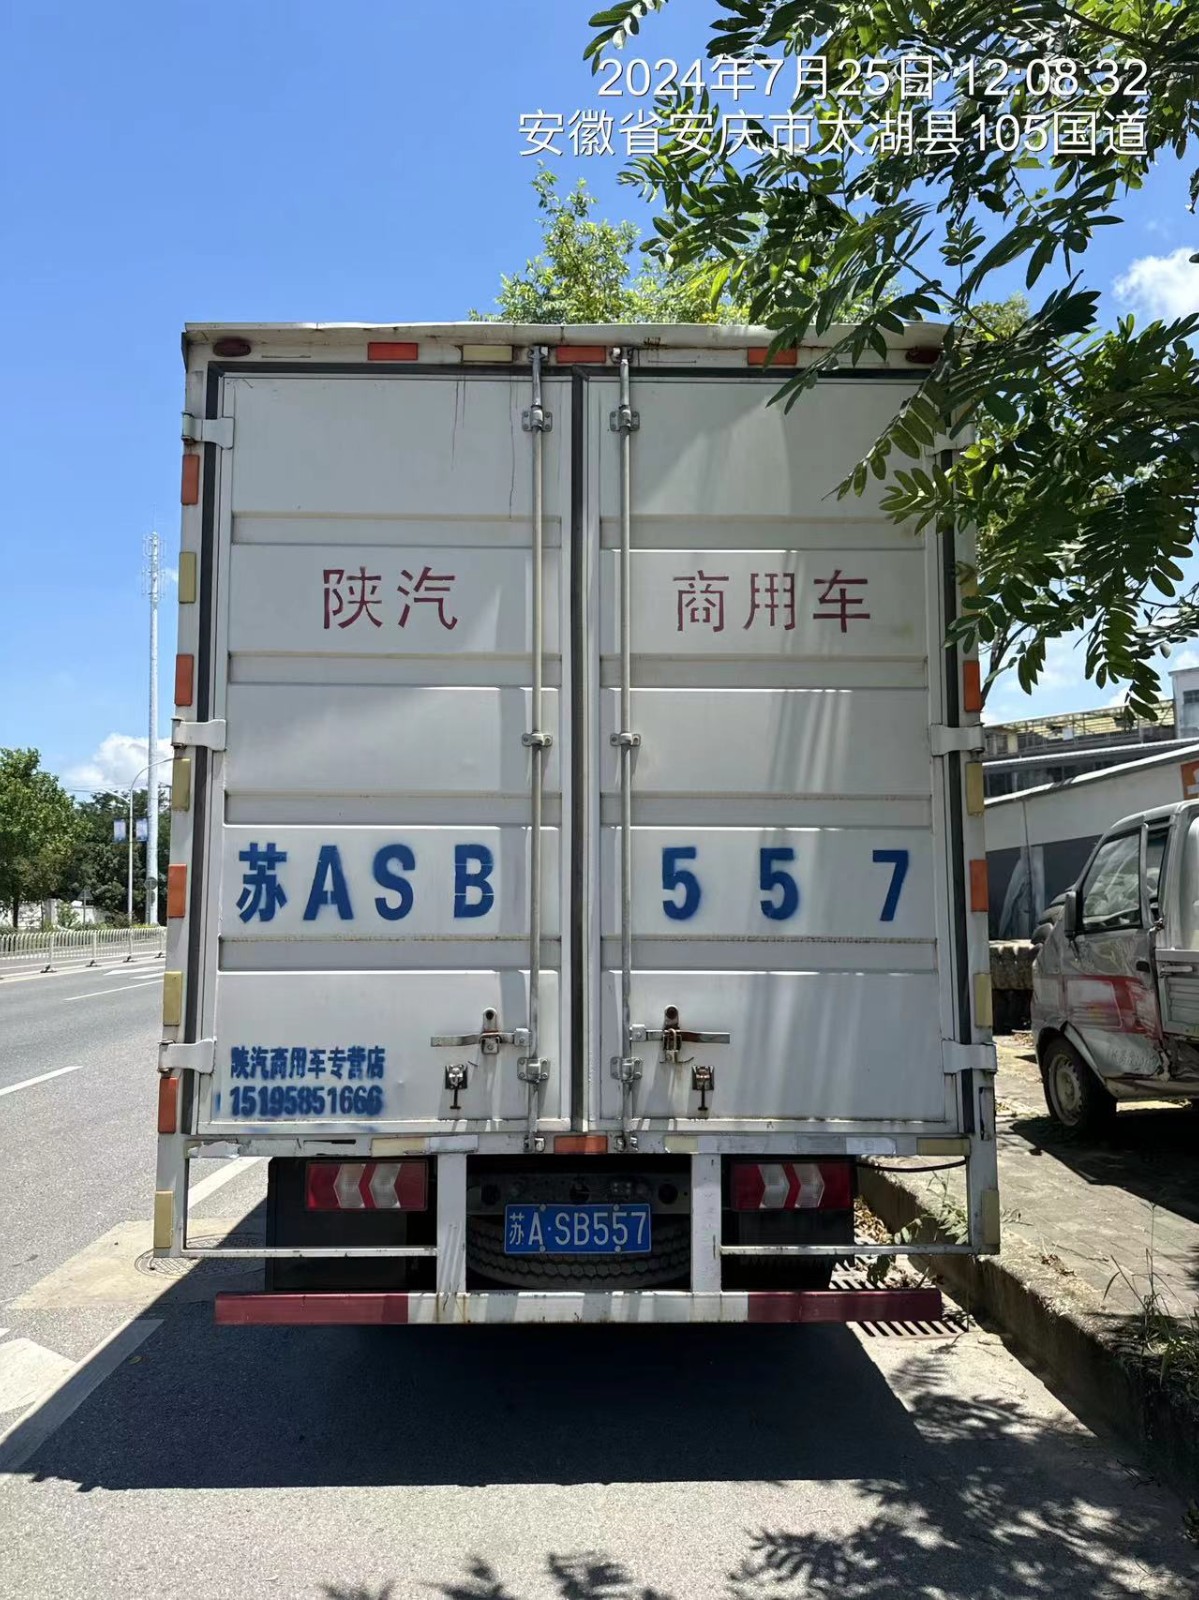 2024年7月25日 12:08:32
安徽省安庆市太湖县105国道
陕汽 商用车
苏ASB 557
陕汽商用车专营店
15195851666
苏A·SB557